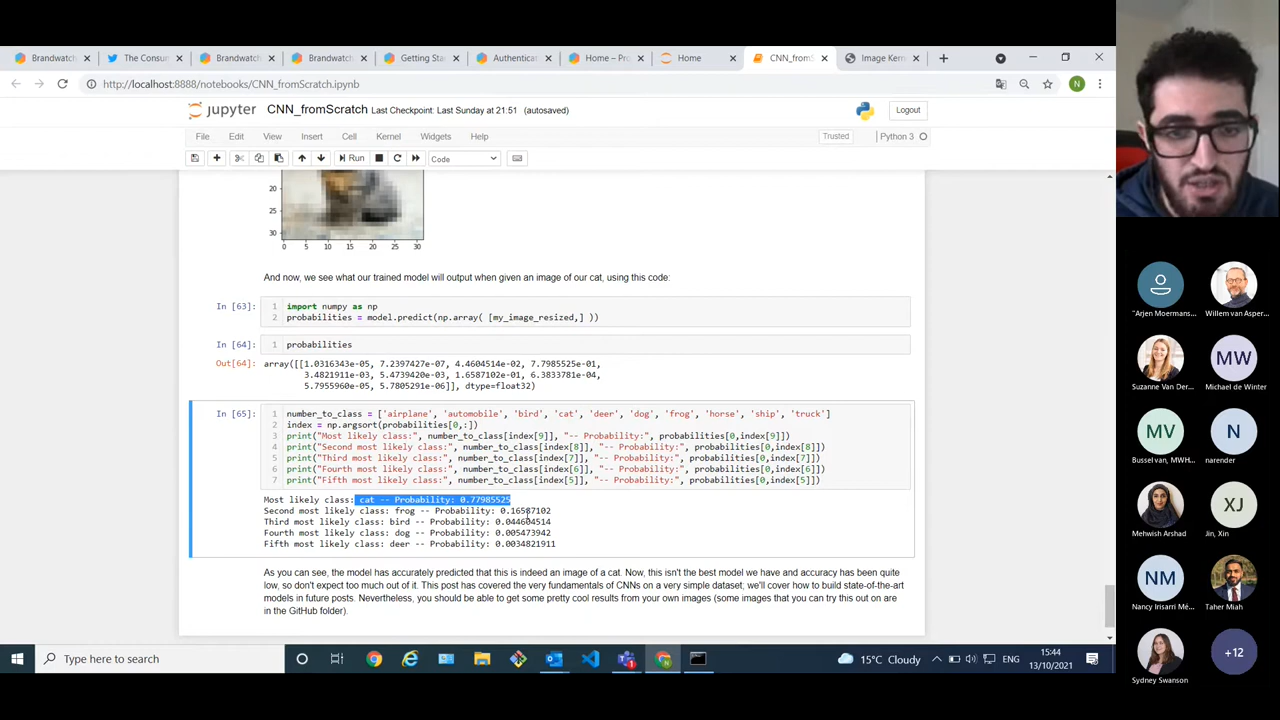 Brandwatch
The Consu
Brandwatch
Brandwatch
Getting Sta
Authenticat
Home – Pro
Home
CNN_fromS
Image Kern
http://localhost:8888/notebooks/CNN_fromScratch.ipynb
N
jupyter CNN_fromScratch Last Checkpoint: Last Sunday at 21:51 (autosaved)
Logout
File Edit View Insert Cell Kernel Widgets Help
Trusted
Python 3
Run
Code
20
25
30
0 5 10 15 20 25 30
And now, we see what our trained model will output when given an image of our cat, using this code:
In [63]:
1 import numpy as np
2 probabilities = model.predict(np.array( [my_image_resized,] ))
In [64]:
1 probabilities
Out[64]:
array([[1.0316343e-05, 7.2397427e-07, 4.4604514e-02, 7.7985525e-01,
3.4821911e-03, 5.4739420e-03, 1.6587102e-01, 6.3833781e-04,
5.7955960e-05, 5.7805291e-06]], dtype=float32)
In [65]:
1 number_to_class = ['airplane', 'automobile', 'bird', 'cat', 'deer', 'dog', 'frog', 'horse', 'ship', 'truck']
2 index = np.argsort(probabilities[0,:])
3 print("Most likely class:", number_to_class[index[9]], "-- Probability:", probabilities[0,index[9]])
4 print("Second most likely class:", number_to_class[index[8]], "-- Probability:", probabilities[0,index[8]])
5 print("Third most likely class:", number_to_class[index[7]], "-- Probability:", probabilities[0,index[7]])
6 print("Fourth most likely class:", number_to_class[index[6]], "-- Probability:", probabilities[0,index[6]])
7 print("Fifth most likely class:", number_to_class[index[5]], "-- Probability:", probabilities[0,index[5]])
Most likely class: cat -- Probability: 0.77985525
Second most likely class: frog -- Probability: 0.16587102
Third most likely class: bird -- Probability: 0.044604514
Fourth most likely class: dog -- Probability: 0.005473942
Fifth most likely class: deer -- Probability: 0.0034821911
As you can see, the model has accurately predicted that this is indeed an image of a cat. Now, this isn't the best model we have and accuracy has been quite
low, so don't expect too much out of it. This post has covered the very fundamentals of CNNs on a very simple dataset; we'll cover how to build state-of-the-art
models in future posts. Nevertheless, you should be able to get some pretty cool results from your own images (some images that you can try this out on are
in the GitHub folder).
Type here to search
15°C Cloudy
ENG
15:44
13/10/2021
"Arjen Moermans...
Willem van Asper...
MW
Suzanne Van Der...
Michael de Winter
MV
N
Bussel van, MWH...
narender
XJ
Mehwish Arshad
Jin, Xin
NM
Nancy Irisarri Mé...
Taher Miah
+12
Sydney Swanson